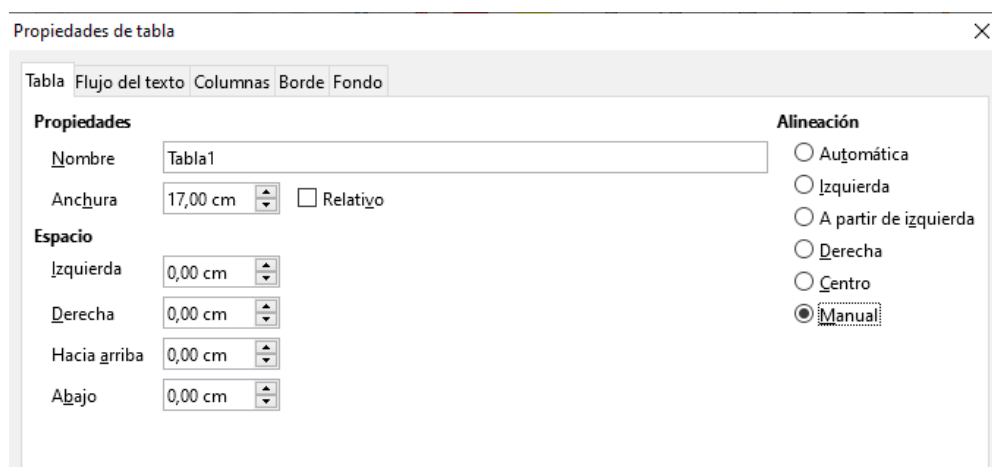 Propiedades de tabla
Tabla Flujo del texto Columnas Borde Fondo
Propiedades
Nombre Tabla1
Anchura 17,00 cm Relativo
Espacio
Izquierda 0,00 cm
Derecha 0,00 cm
Hacia arriba 0,00 cm
Abajo 0,00 cm
Alineación
Automática
Izquierda
A partir de izquierda
Derecha
Centro
Manual